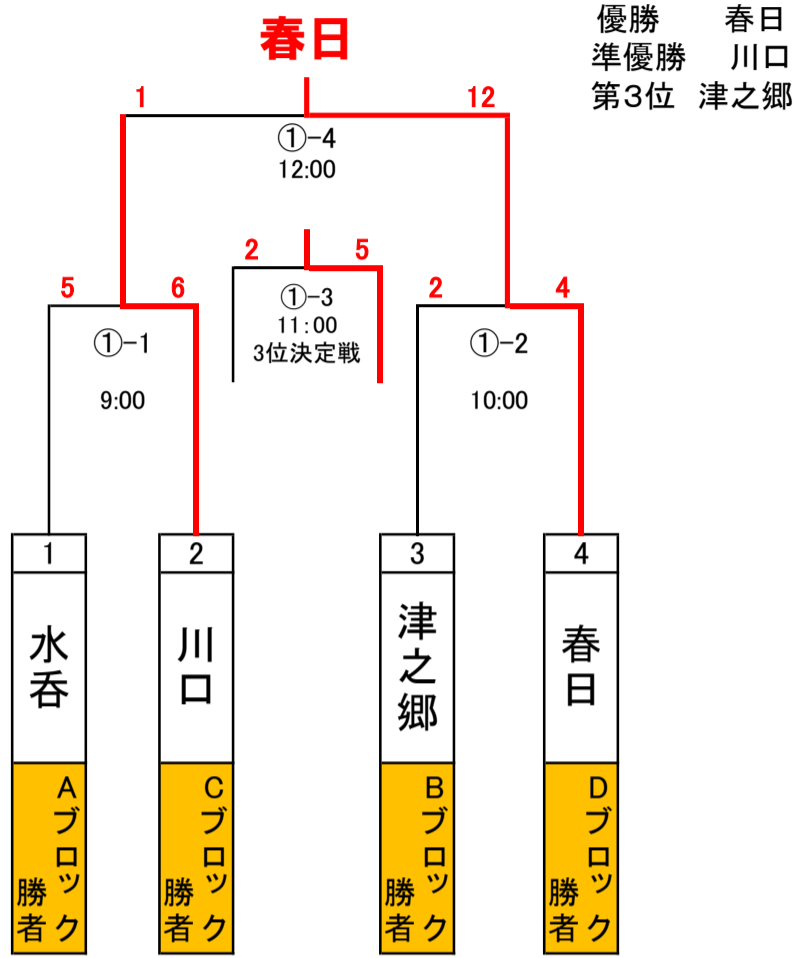 優勝 春日
準優勝 川口
第3位 津之郷
春日
1 12
①-4
12:00
2 5
①-3
11:00
3位決定戦
5 6
①-1
9:00
2 4
①-2
10:00
1
水呑
Aブロック
勝者
2
川口
Cブロック
勝者
3
津之郷
Bブロック
勝者
4
春日
Dブロック
勝者